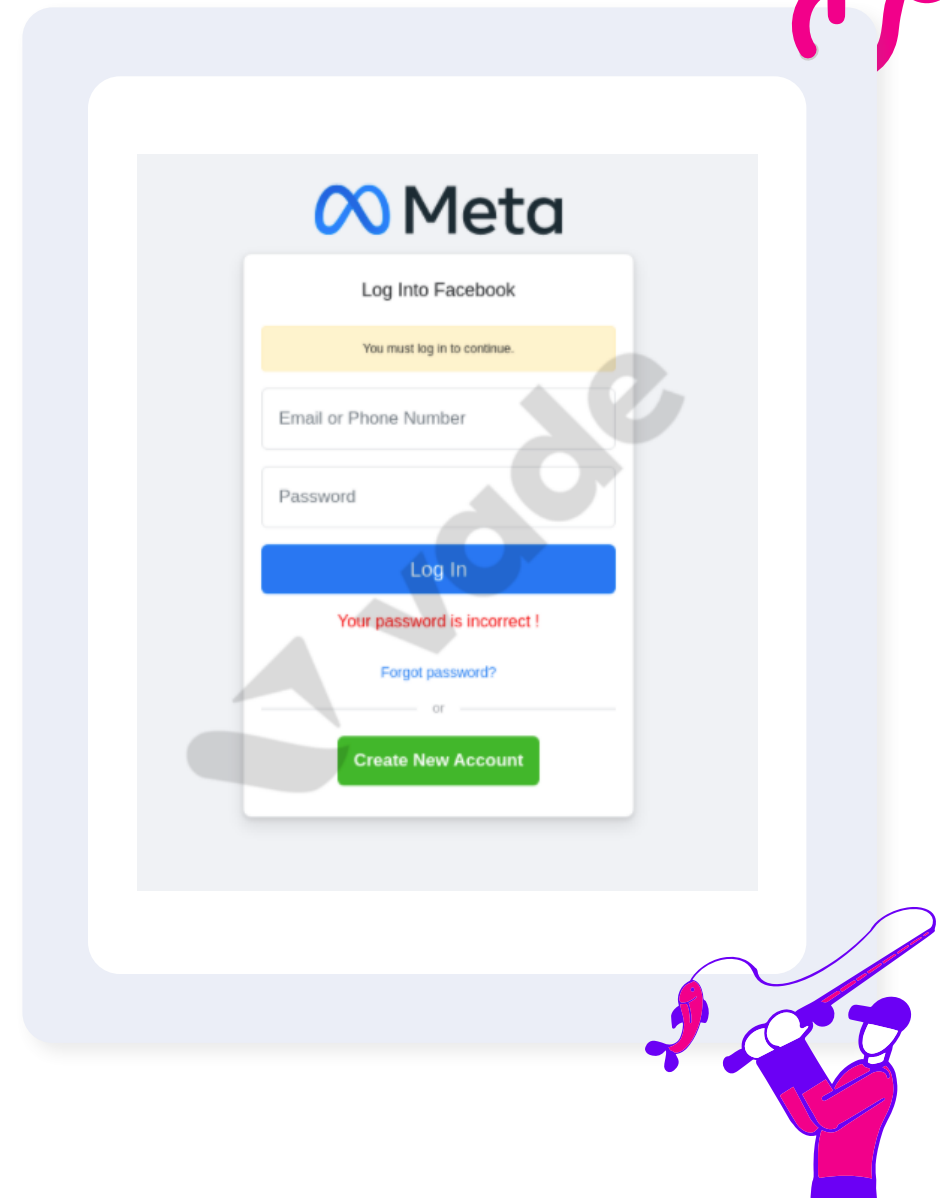 Meta
Log Into Facebook
You must log in to continue.
Email or Phone Number
Password
Log In
Your password is incorrect !
Forgot password?
or
Create New Account
vade